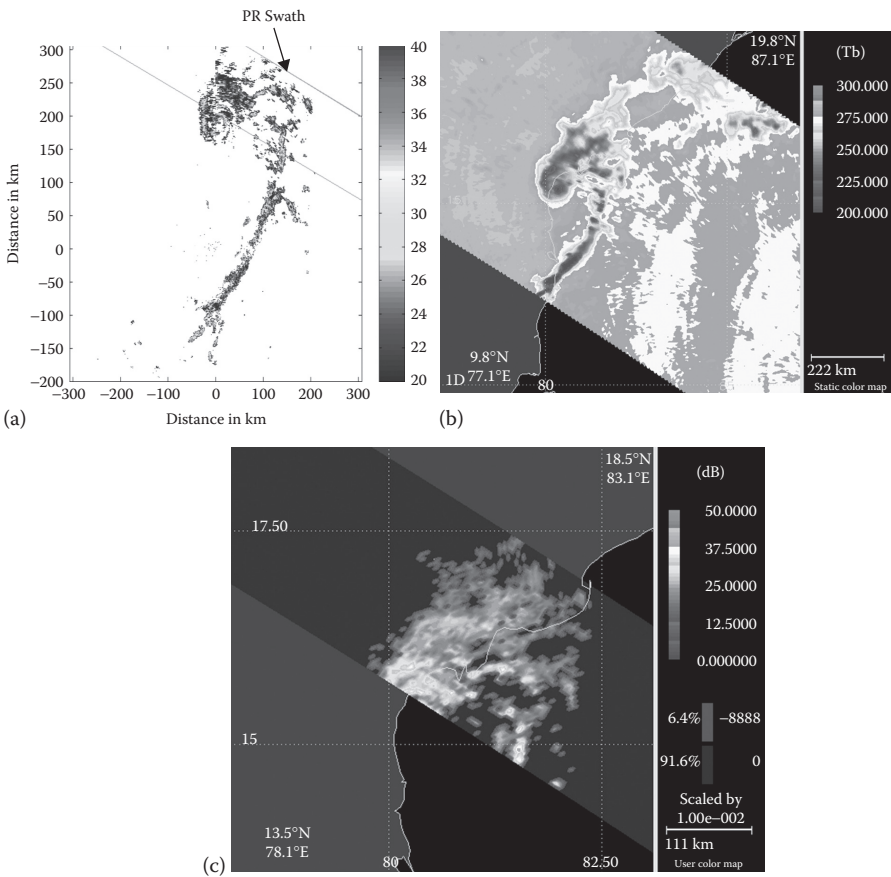 PR Swath
300
250
200
150
100
50
0
−50
−100
−150
−200
Distance in km
−300 −200 −100 0 100 200 300
Distance in km
40
38
36
34
32
30
28
26
24
22
20
(a)
19.8°N
87.1°E
(Tb)
300.000
275.000
250.000
225.000
200.000
9.8°N
1D 77.1°E
80
222 km
Static color map
(b)
18.5°N
83.1°E
17.50
15
13.5°N
78.1°E
80 82.50
(dB)
50.0000
37.5000
25.0000
12.5000
0.000000
6.4% −8888
91.6% 0
Scaled by
1.00e−002
111 km
User color map
(c)